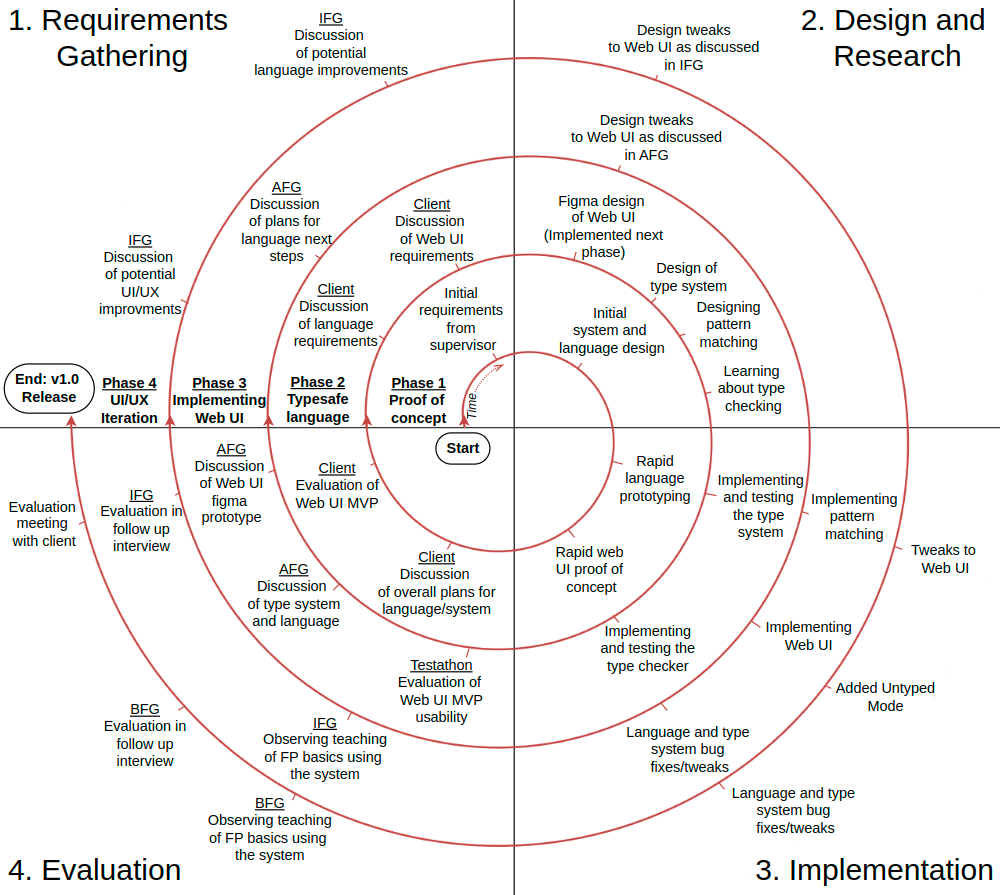 1. Requirements
Gathering
IFG
Discussion
of potential
language improvements
AFG
Discussion
of plans for
language next
steps
Client
Discussion
of Web UI
requirements
IFG
Discussion
of potential
UI/UX
improvments
Client
Discussion
of language
requirements
Initial
requirements
from
supervisor
2. Design and
Research
Design tweaks
to Web UI as discussed
in IFG
Design tweaks
to Web UI as discussed
in AFG
Figma design
of Web UI
(Implemented next
phase)
Design of
type system
Initial
system and
language design
Designing
pattern
matching
Learning
about type
checking
End: v1.0
Release
Phase 4
UI/UX
Iteration
Phase 3
Implementing
Web UI
Phase 2
Typesafe
language
Phase 1
Proof of
concept
Time
Start
Rapid
language
prototyping
Implementing
and testing
the type
system
Implementing
pattern
matching
Tweaks to
Web UI
Rapid web
UI proof of
concept
Implementing
and testing the
type checker
Implementing
Web UI
Added Untyped
Mode
Language and type
system bug
fixes/tweaks
Language and type
system bug
fixes/tweaks
3. Implementation
Client
Evaluation of
Web UI MVP
AFG
Discussion
of Web UI
figma
prototype
IFG
Evaluation in
follow up
interview
Evaluation
meeting
with client
Client
Discussion
of overall plans for
language/system
AFG
Discussion
of type system
and language
Testathon
Evaluation of
Web UI MVP
usability
BFG
Evaluation in
follow up
interview
IFG
Observing teaching
of FP basics using
the system
BFG
Observing teaching
of FP basics using
the system
4. Evaluation